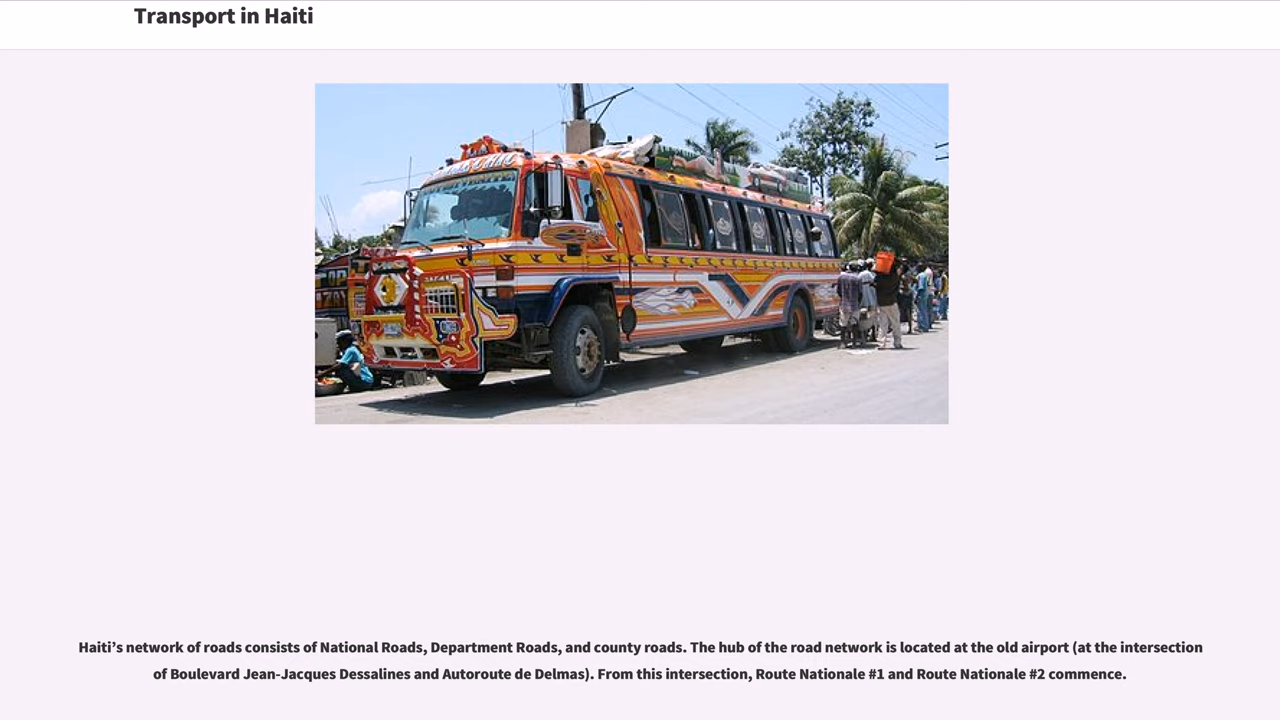 Transport in Haiti
Haiti’s network of roads consists of National Roads, Department Roads, and county roads. The hub of the road network is located at the old airport (at the intersection
of Boulevard Jean-Jacques Dessalines and Autoroute de Delmas). From this intersection, Route Nationale #1 and Route Nationale #2 commence.